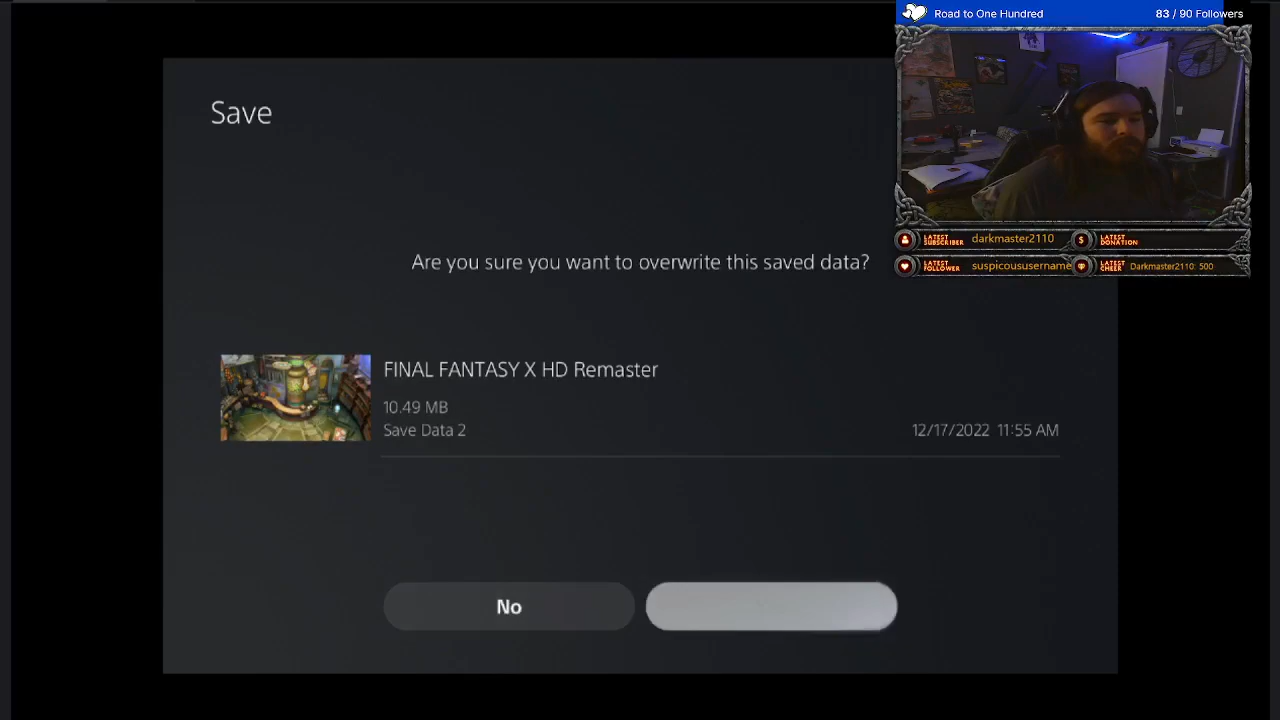 Road to One Hundred 83 / 90 Followers
Save
LATEST SUBSCRIBER darkmaster2110
LATEST DONATION
LATEST FOLLOWER suspicoususername
LATEST CHEER Darkmaster2110: 500
Are you sure you want to overwrite this saved data?
FINAL FANTASY X HD Remaster
10.49 MB
Save Data 2 12/17/2022 11:55 AM
No